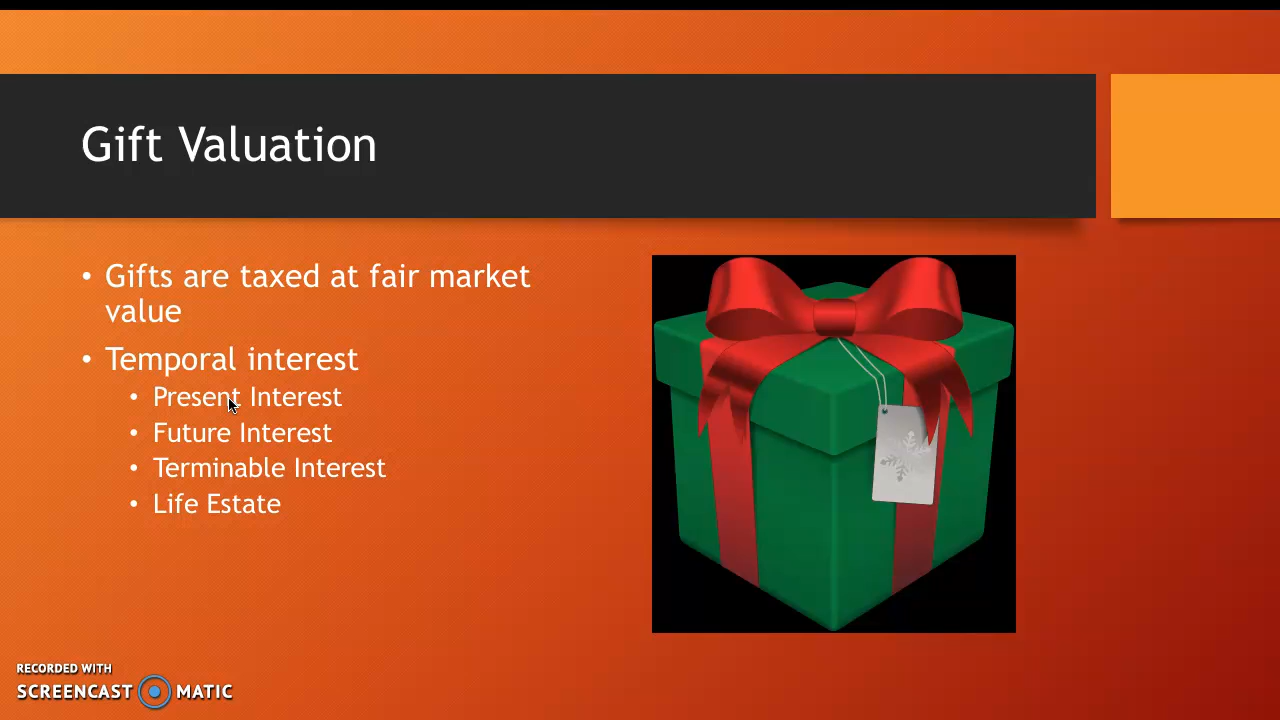 Gift Valuation
• Gifts are taxed at fair market
value
• Temporal interest
• Present Interest
• Future Interest
• Terminable Interest
• Life Estate
RECORDED WITH
SCREENCAST MATIC